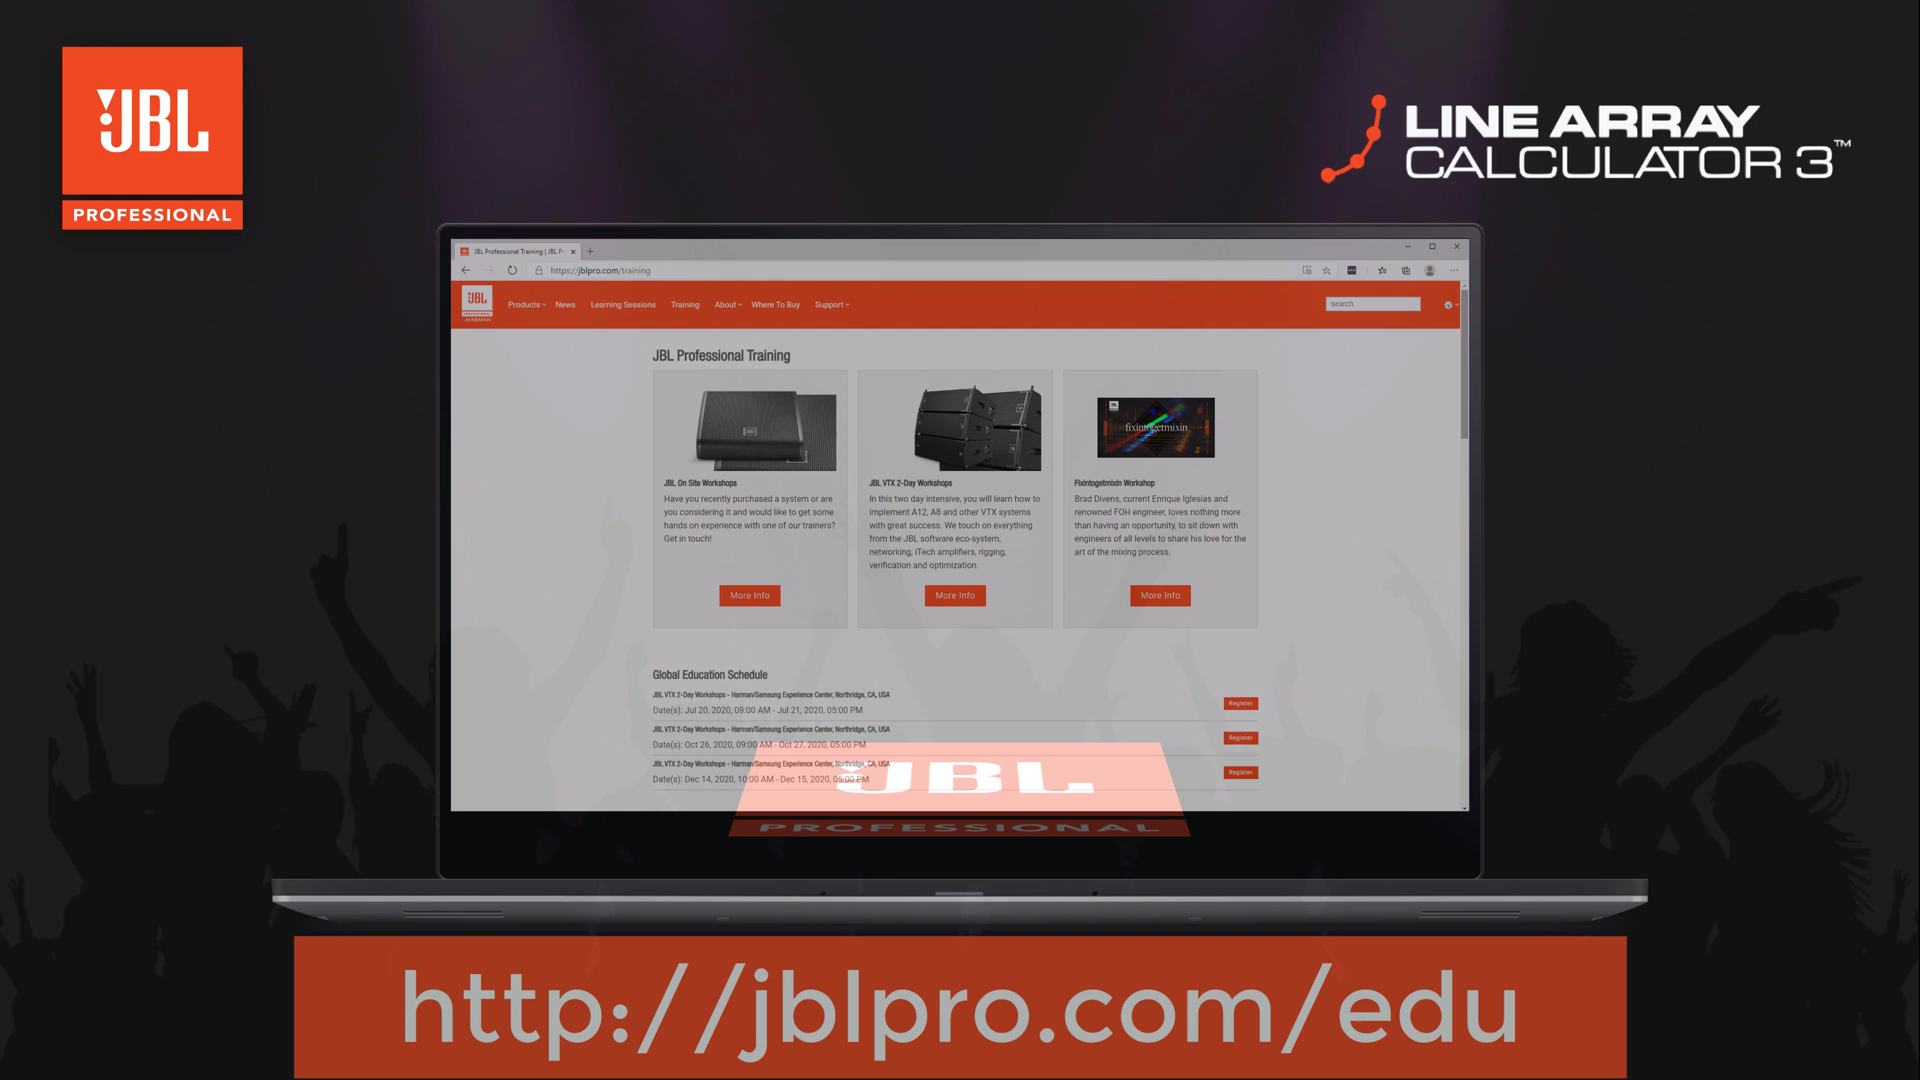 JBL
PROFESSIONAL
LINE ARRAY
CALCULATOR 3™
JBL Professional Training | JBL P
https://jblpro.com/training
JBL
HARMAN
Products News Learning Sessions Training About Where To Buy Support
search
JBL Professional Training
JBL On Site Workshops
Have you recently purchased a system or are
you considering it and would like to get some
hands on experience with one of our trainers?
Get in touch!
More Info
JBL VTX 2-Day Workshops
In this two day intensive, you will learn how to
implement A12, A8 and other VTX systems
with great success. We touch on everything
from the JBL software eco-system,
networking, iTech amplifiers, rigging,
verification and optimization.
More Info
fixintogetmixin
Fixintogetmixin Workshop
Brad Divens, current Enrique Iglesias and
renowned FOH engineer, loves nothing more
than having an opportunity, to sit down with
engineers of all levels to share his love for the
art of the mixing process.
More Info
Global Education Schedule
JBL VTX 2-Day Workshops - Harman/Samsung Experience Center, Northridge, CA, USA
Date(s): Jul 20, 2020, 09:00 AM - Jul 21, 2020, 05:00 PM
Register
JBL VTX 2-Day Workshops - Harman/Samsung Experience Center, Northridge, CA, USA
Date(s): Oct 26, 2020, 09:00 AM - Oct 27, 2020, 05:00 PM
Register
JBL VTX 2-Day Workshops - Harman/Samsung Experience Center, Northridge, CA, USA
Date(s): Dec 14, 2020, 10:00 AM - Dec 15, 2020, 05:00 PM
Register
JBL
PROFESSIONAL
http://jblpro.com/edu